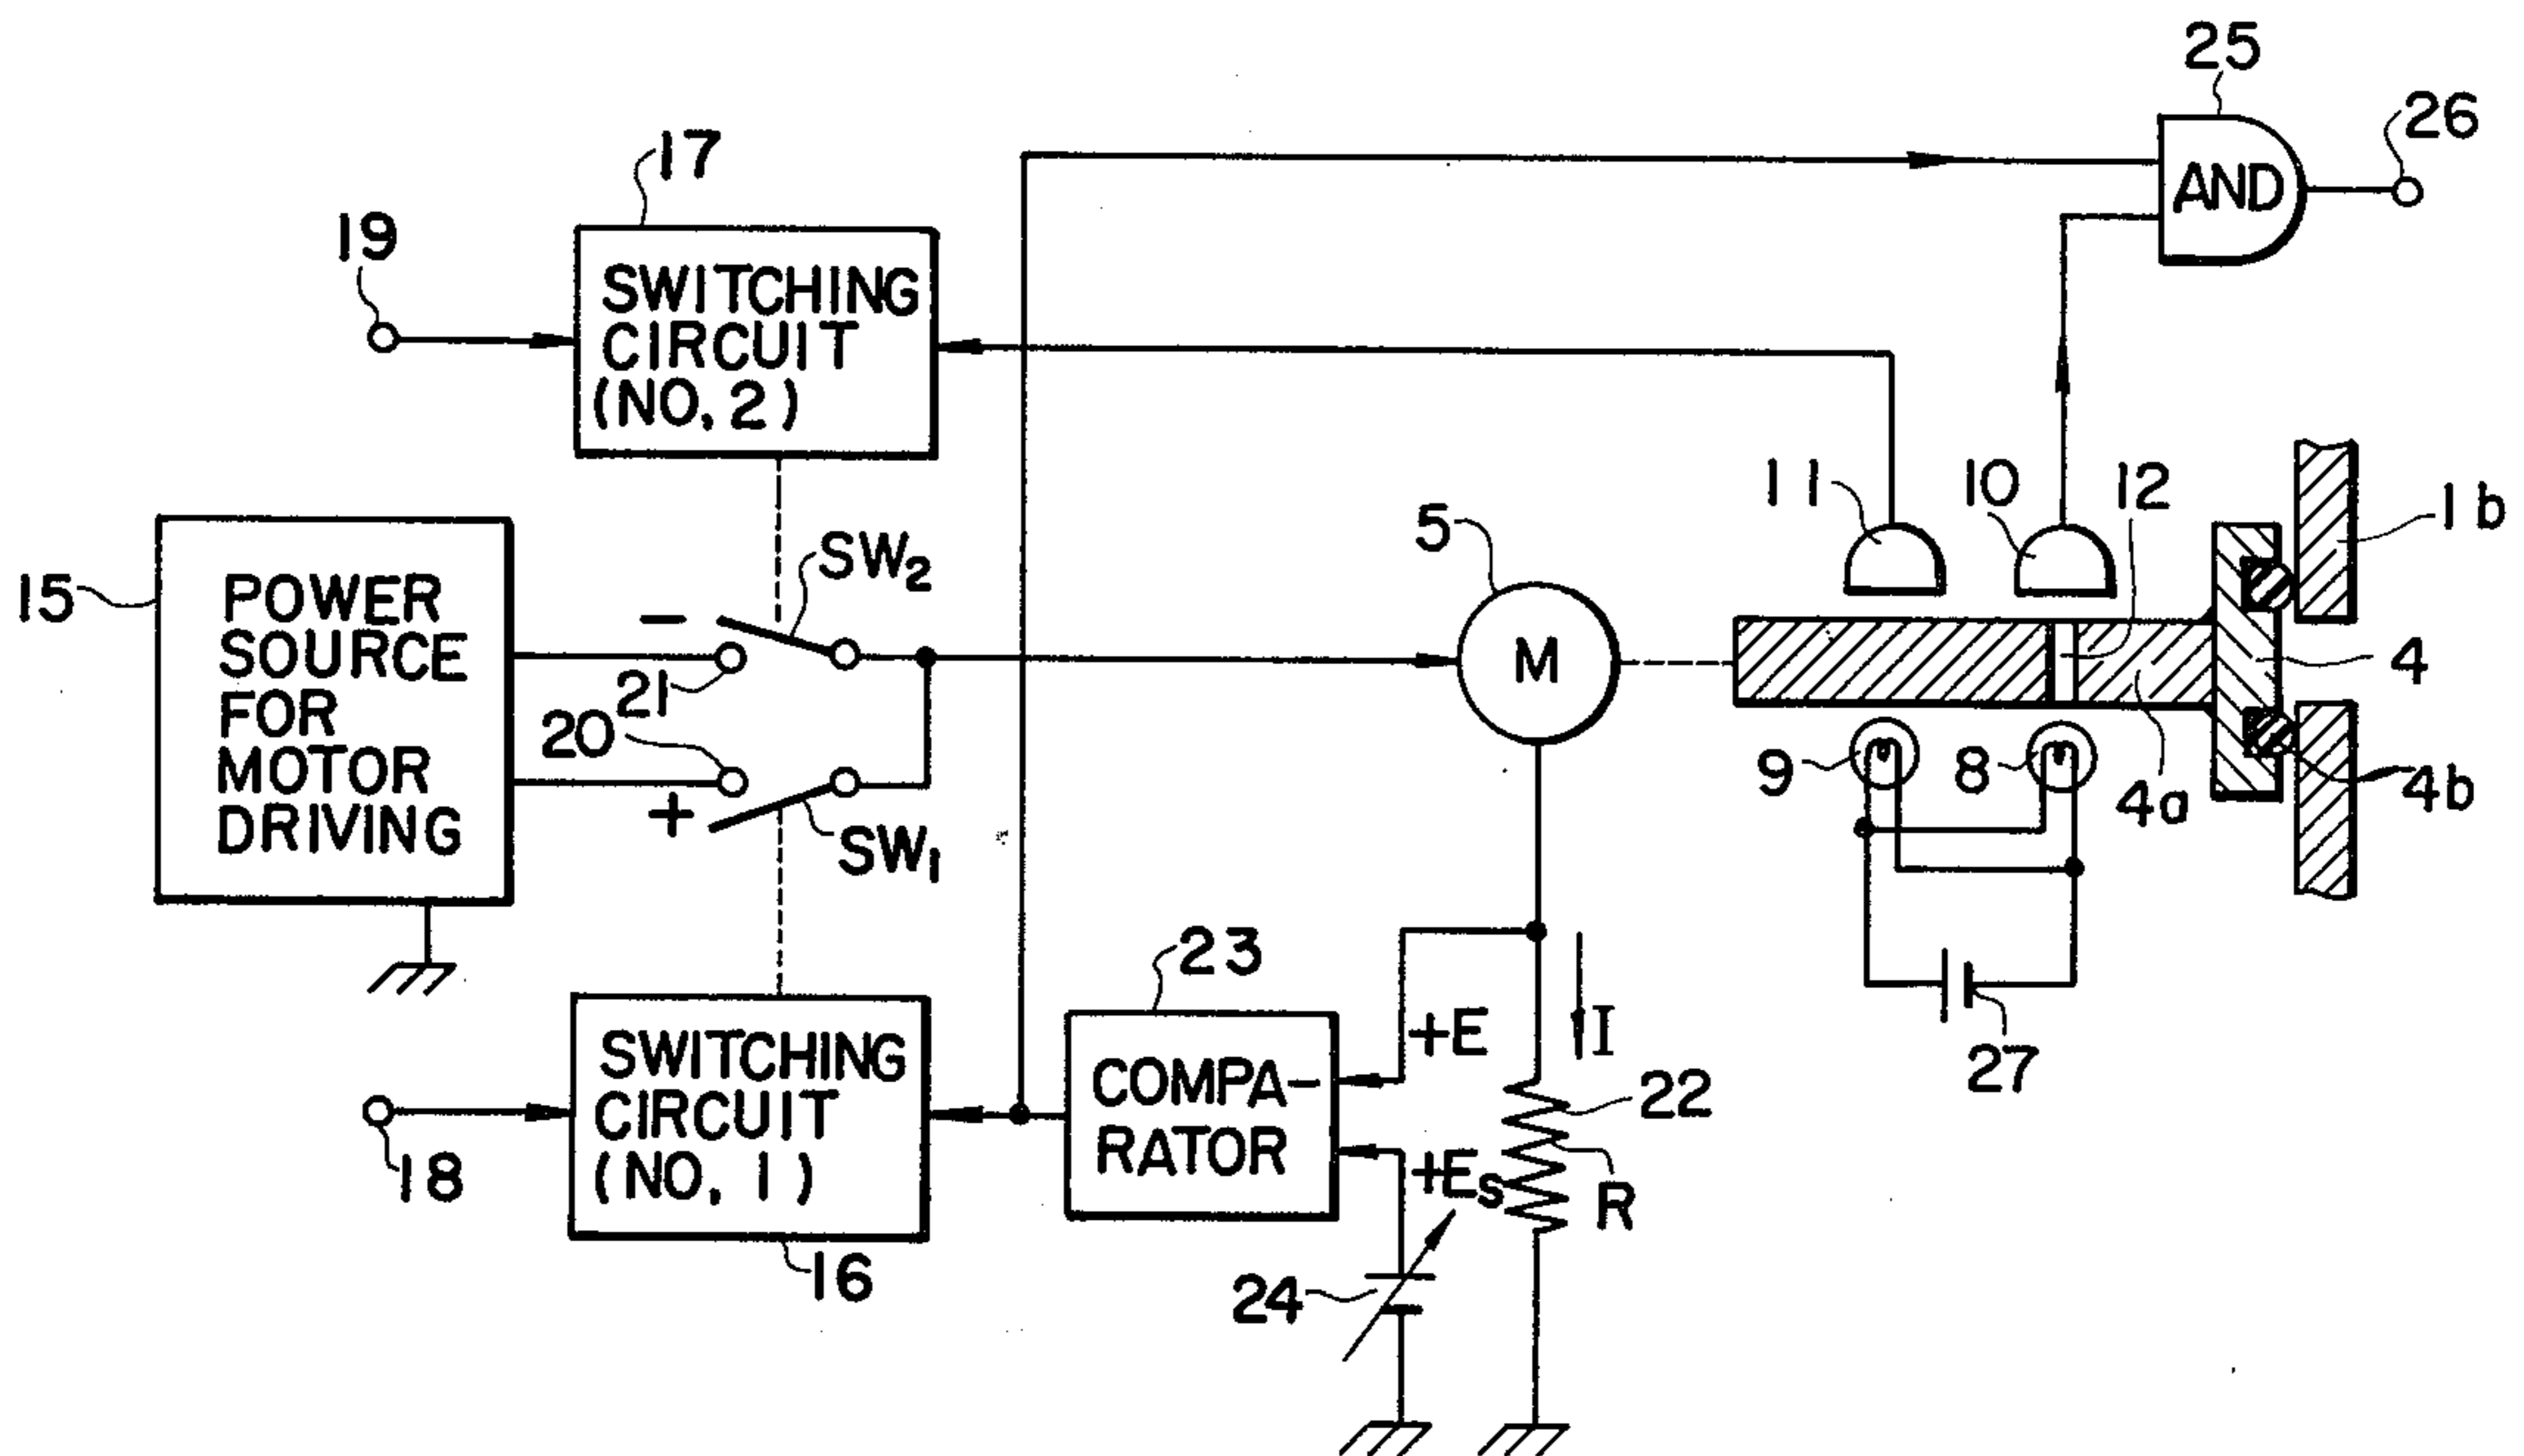 25
26
AND
17
19
SWITCHING
CIRCUIT
(NO, 2)
11
10
12
1b
5
SW2
15
POWER
SOURCE
FOR
MOTOR
DRIVING
−
21
20
+
SW1
M
4
9
8
4a
4b
23
+E
I
27
SWITCHING
CIRCUIT
(NO, 1)
COMPA-
RATOR
22
18
+Es
R
16
24